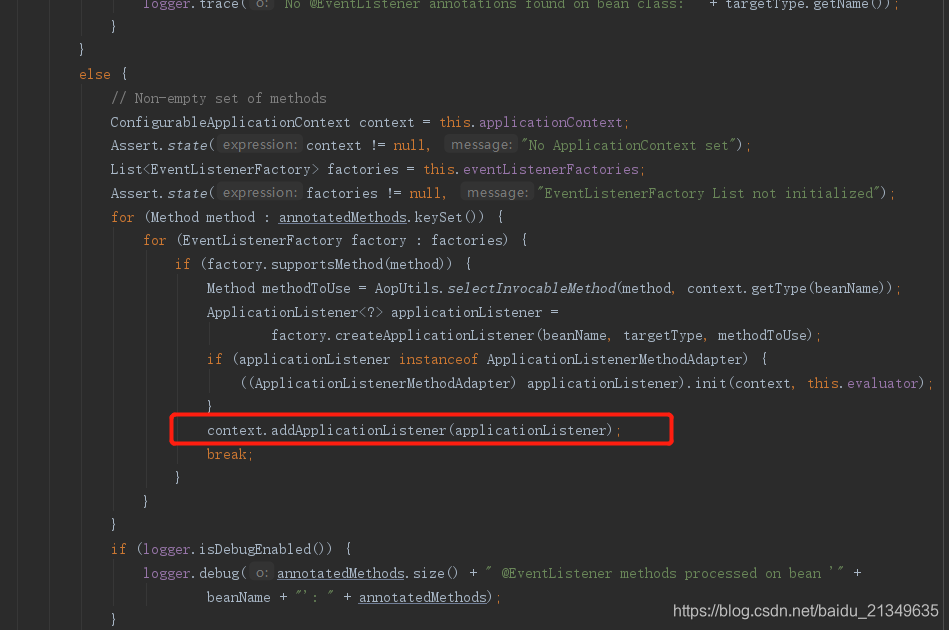 logger.trace( o: "No @EventListener annotations found on bean class: " + targetType.getName());
}
}
else {
// Non-empty set of methods
ConfigurableApplicationContext context = this.applicationContext;
Assert.state( expression: context != null, message: "No ApplicationContext set");
List<EventListenerFactory> factories = this.eventListenerFactories;
Assert.state( expression: factories != null, message: "EventListenerFactory List not initialized");
for (Method method : annotatedMethods.keySet()) {
for (EventListenerFactory factory : factories) {
if (factory.supportsMethod(method)) {
Method methodToUse = AopUtils.selectInvocableMethod(method, context.getType(beanName));
ApplicationListener<?> applicationListener =
factory.createApplicationListener(beanName, targetType, methodToUse);
if (applicationListener instanceof ApplicationListenerMethodAdapter) {
((ApplicationListenerMethodAdapter) applicationListener).init(context, this.evaluator);
}
context.addApplicationListener(applicationListener);
break;
}
}
}
if (logger.isDebugEnabled()) {
logger.debug( o: annotatedMethods.size() + " @EventListener methods processed on bean '" +
beanName + "': " + annotatedMethods);
}
https://blog.csdn.net/baidu_21349635